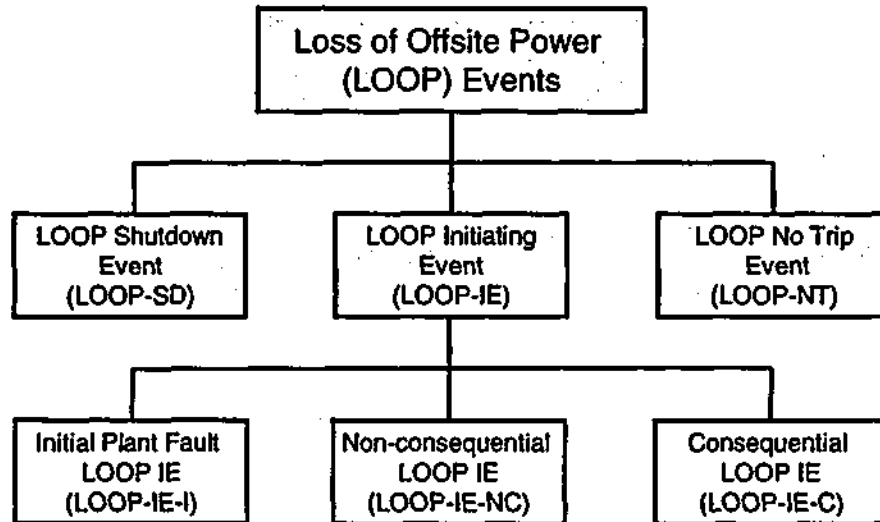 Loss of Offsite Power
(LOOP) Events
LOOP Shutdown
Event
(LOOP-SD)
LOOP Initiating
Event
(LOOP-IE)
LOOP No Trip
Event
(LOOP-NT)
Initial Plant Fault
LOOP IE
(LOOP-IE-I)
Non-consequential
LOOP IE
(LOOP-IE-NC)
Consequential
LOOP IE
(LOOP-IE-C)